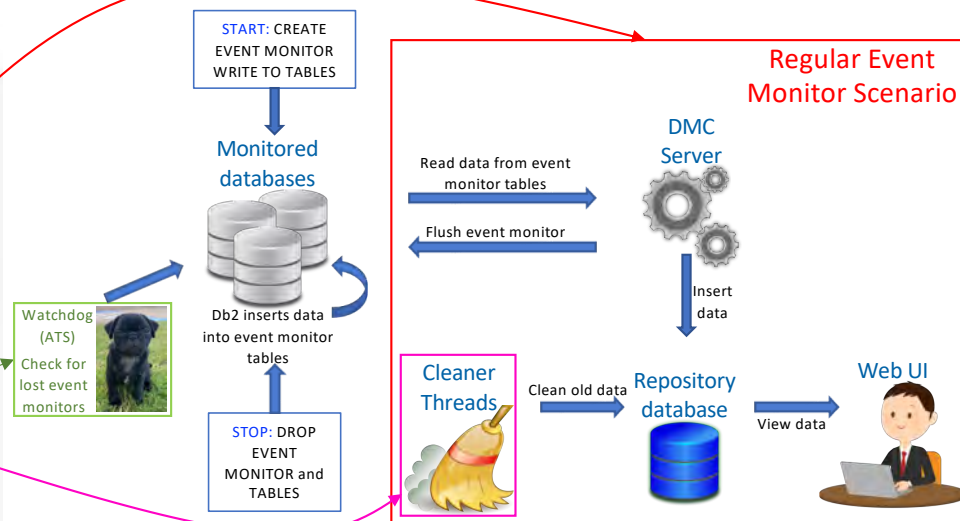 START: CREATE
EVENT MONITOR
WRITE TO TABLES
Regular Event
Monitor Scenario
Monitored
databases
DMC
Server
Read data from event
monitor tables
Flush event monitor
Db2 inserts data
into event monitor
tables
Insert
data
Watchdog
(ATS)
Check for
lost event
monitors
STOP: DROP
EVENT
MONITOR and
TABLES
Cleaner
Threads
Clean old data
Repository
database
View data
Web UI